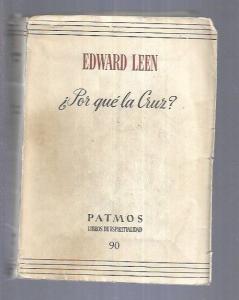 EDWARD LEEN
¿Por qué la Cruz?
PATMOS
LIBROS DE ESPIRITUALIDAD
90